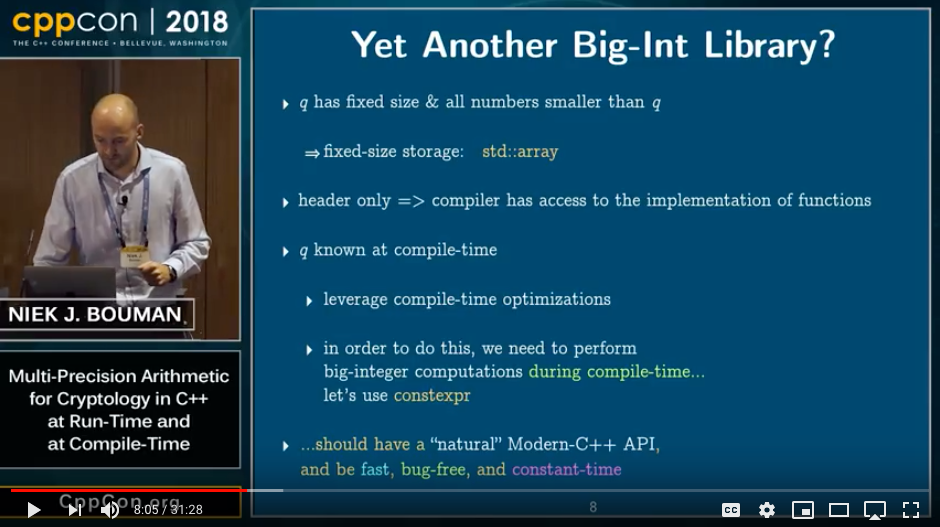 cppcon | 2018
THE C++ CONFERENCE • BELLEVUE, WASHINGTON
NIEK J. BOUMAN
Multi-Precision Arithmetic
for Cryptology in C++
at Run-Time and
at Compile-Time
CppCon.org
Yet Another Big-Int Library?
q has fixed size & all numbers smaller than q
⇒ fixed-size storage: std::array
header only => compiler has access to the implementation of functions
q known at compile-time
leverage compile-time optimizations
in order to do this, we need to perform
big-integer computations during compile-time...
let's use constexpr
...should have a “natural” Modern-C++ API,
and be fast, bug-free, and constant-time
8
8:05 / 31:28
CC